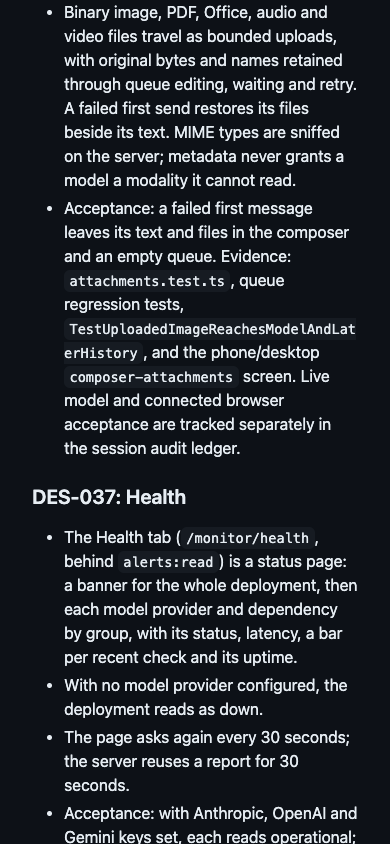 • Binary image, PDF, Office, audio and
video files travel as bounded uploads,
with original bytes and names retained
through queue editing, waiting and retry.
A failed first send restores its files
beside its text. MIME types are sniffed
on the server; metadata never grants a
model a modality it cannot read.
• Acceptance: a failed first message
leaves its text and files in the composer
and an empty queue. Evidence:
attachments.test.ts , queue
regression tests,
TestUploadedImageReachesModelAndLat
erHistory , and the phone/desktop
composer-attachments screen. Live
model and connected browser
acceptance are tracked separately in
the session audit ledger.
DES-037: Health
• The Health tab ( /monitor/health ,
behind alerts:read ) is a status page:
a banner for the whole deployment, then
each model provider and dependency
by group, with its status, latency, a bar
per recent check and its uptime.
• With no model provider configured, the
deployment reads as down.
• The page asks again every 30 seconds;
the server reuses a report for 30
seconds.
• Acceptance: with Anthropic, OpenAI and
Gemini keys set, each reads operational;